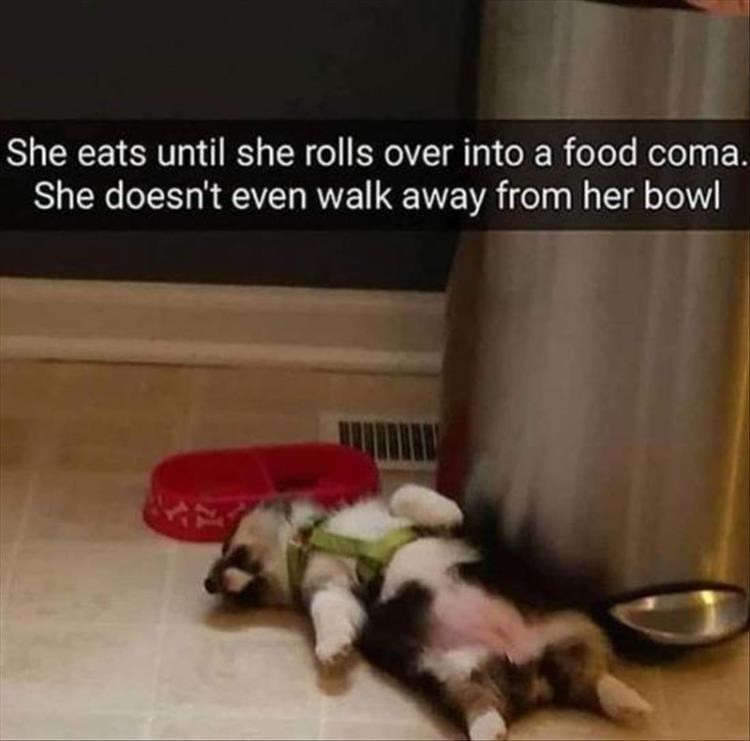 She eats until she rolls over into a food coma.
She doesn't even walk away from her bowl